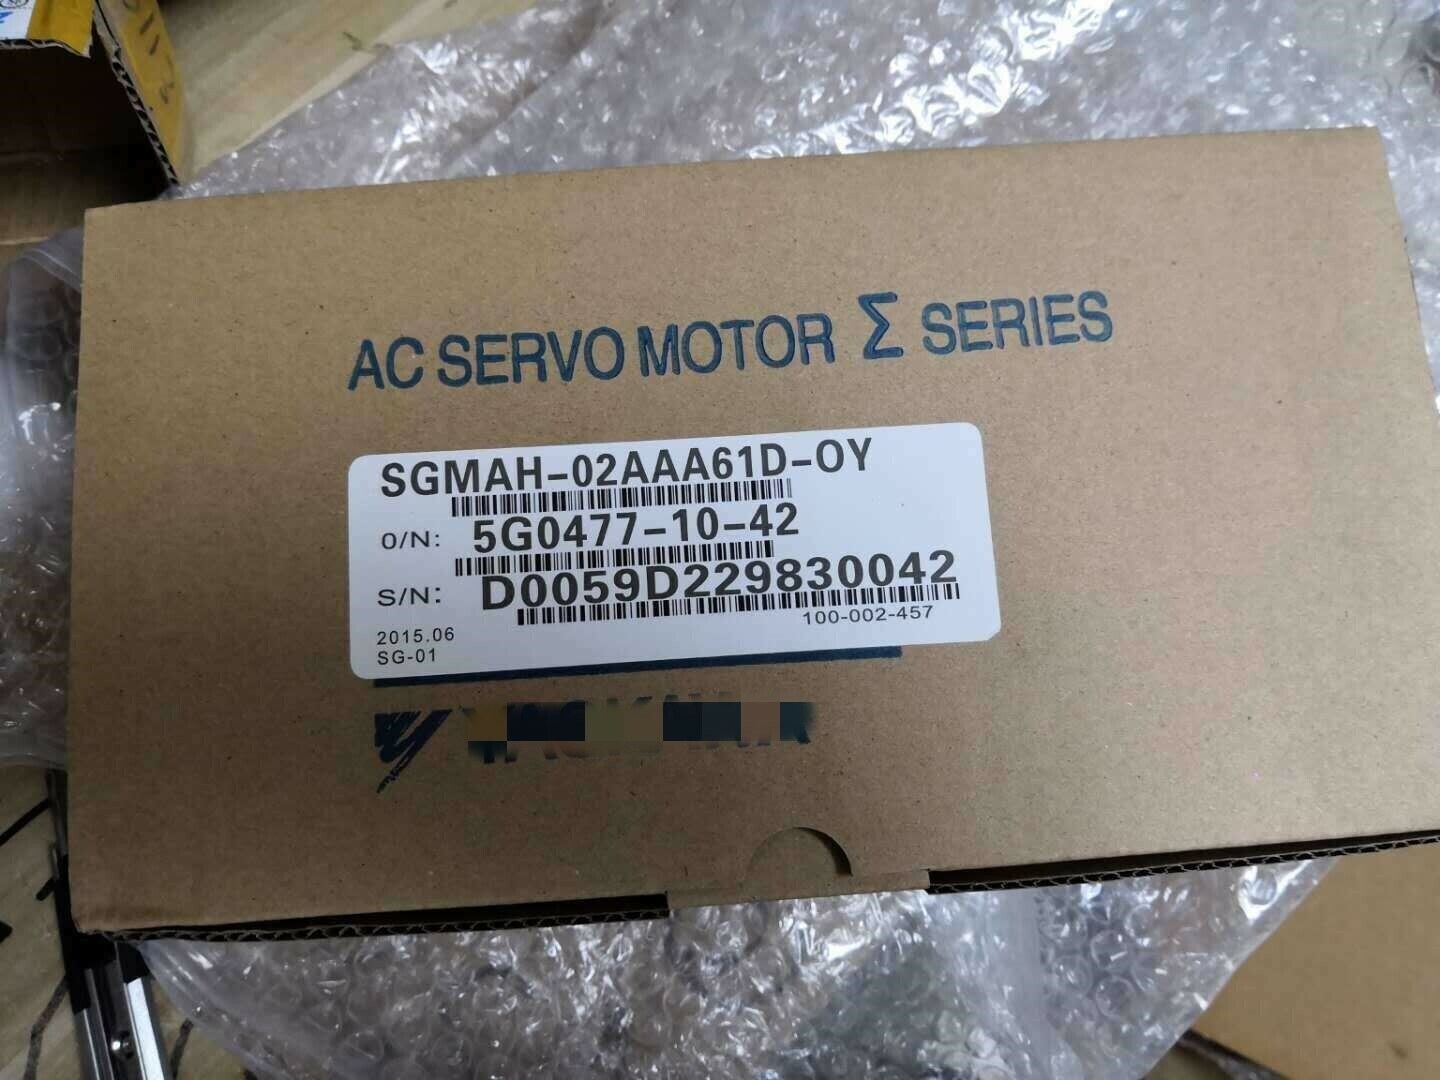 AC SERVO MOTOR Σ SERIES
SGMAH-02AAA61D-OY
O/N: 5G0477-10-42
S/N: D0059D229830042
100-002-457
2015.06
SG-01